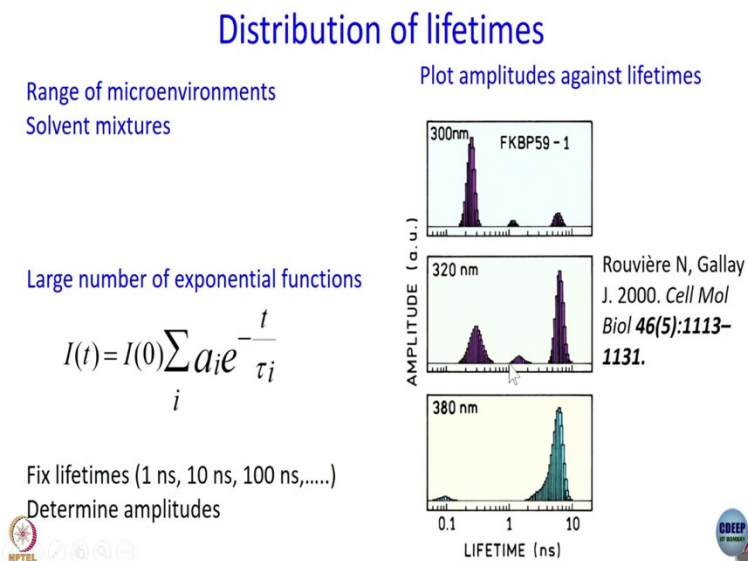 Distribution of lifetimes
Range of microenvironments
Solvent mixtures
Large number of exponential functions
I(t) = I(0) ∑ i aᵢe^(-t/τᵢ)
Fix lifetimes (1 ns, 10 ns, 100 ns,.....)
Determine amplitudes
Plot amplitudes against lifetimes
300nm
FKBP59-1
320 nm
380 nm
AMPLITUDE (a.u.)
0.1 1 10
LIFETIME (ns)
Rouvière N, Gallay
J. 2000. Cell Mol
Biol 46(5):1113–
1131.
NPTEL
CDEEP
IIT BOMBAY